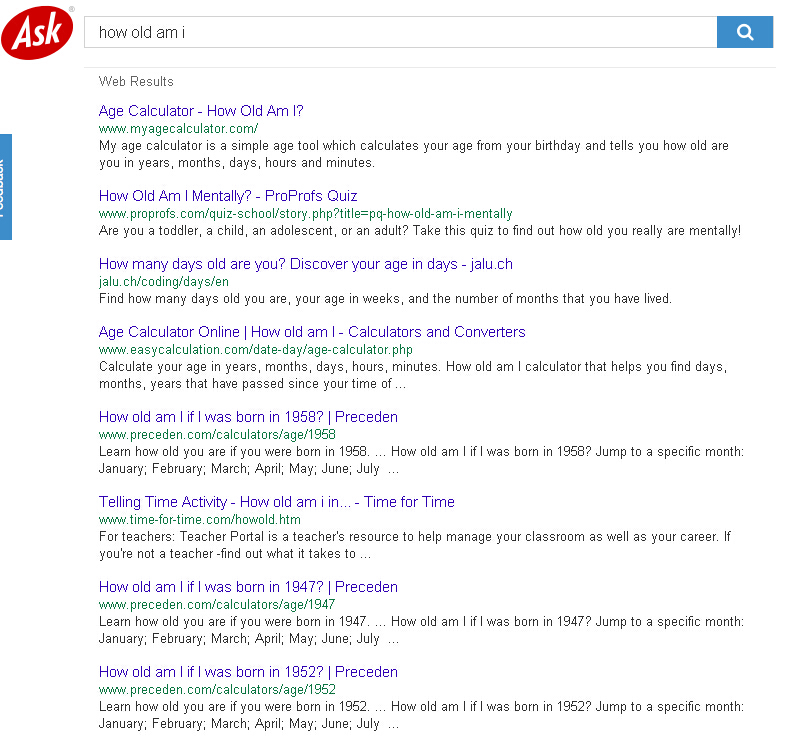 Ask®
how old am i
Web Results
Age Calculator - How Old Am I?
www.myagecalculator.com/
My age calculator is a simple age tool which calculates your age from your birthday and tells you how old are
you in years, months, days, hours and minutes.
Feedback
How Old Am I Mentally? - ProProfs Quiz
www.proprofs.com/quiz-school/story.php?title=pq-how-old-am-i-mentally
Are you a toddler, a child, an adolescent, or an adult? Take this quiz to find out how old you really are mentally!
How many days old are you? Discover your age in days - jalu.ch
jalu.ch/coding/days/en
Find how many days old you are, your age in weeks, and the number of months that you have lived.
Age Calculator Online | How old am I - Calculators and Converters
www.easycalculation.com/date-day/age-calculator.php
Calculate your age in years, months, days, hours, minutes. How old am I calculator that helps you find days,
months, years that have passed since your time of ...
How old am I if I was born in 1958? | Preceden
www.preceden.com/calculators/age/1958
Learn how old you are if you were born in 1958. ... How old am I if I was born in 1958? Jump to a specific month:
January; February; March; April; May; June; July ...
Telling Time Activity - How old am i in... - Time for Time
www.time-for-time.com/howold.htm
For teachers: Teacher Portal is a teacher's resource to help manage your classroom as well as your career. If
you're not a teacher -find out what it takes to ...
How old am I if I was born in 1947? | Preceden
www.preceden.com/calculators/age/1947
Learn how old you are if you were born in 1947. ... How old am I if I was born in 1947? Jump to a specific month:
January; February; March; April; May; June; July ...
How old am I if I was born in 1952? | Preceden
www.preceden.com/calculators/age/1952
Learn how old you are if you were born in 1952. ... How old am I if I was born in 1952? Jump to a specific month:
January; February; March; April; May; June; July ...